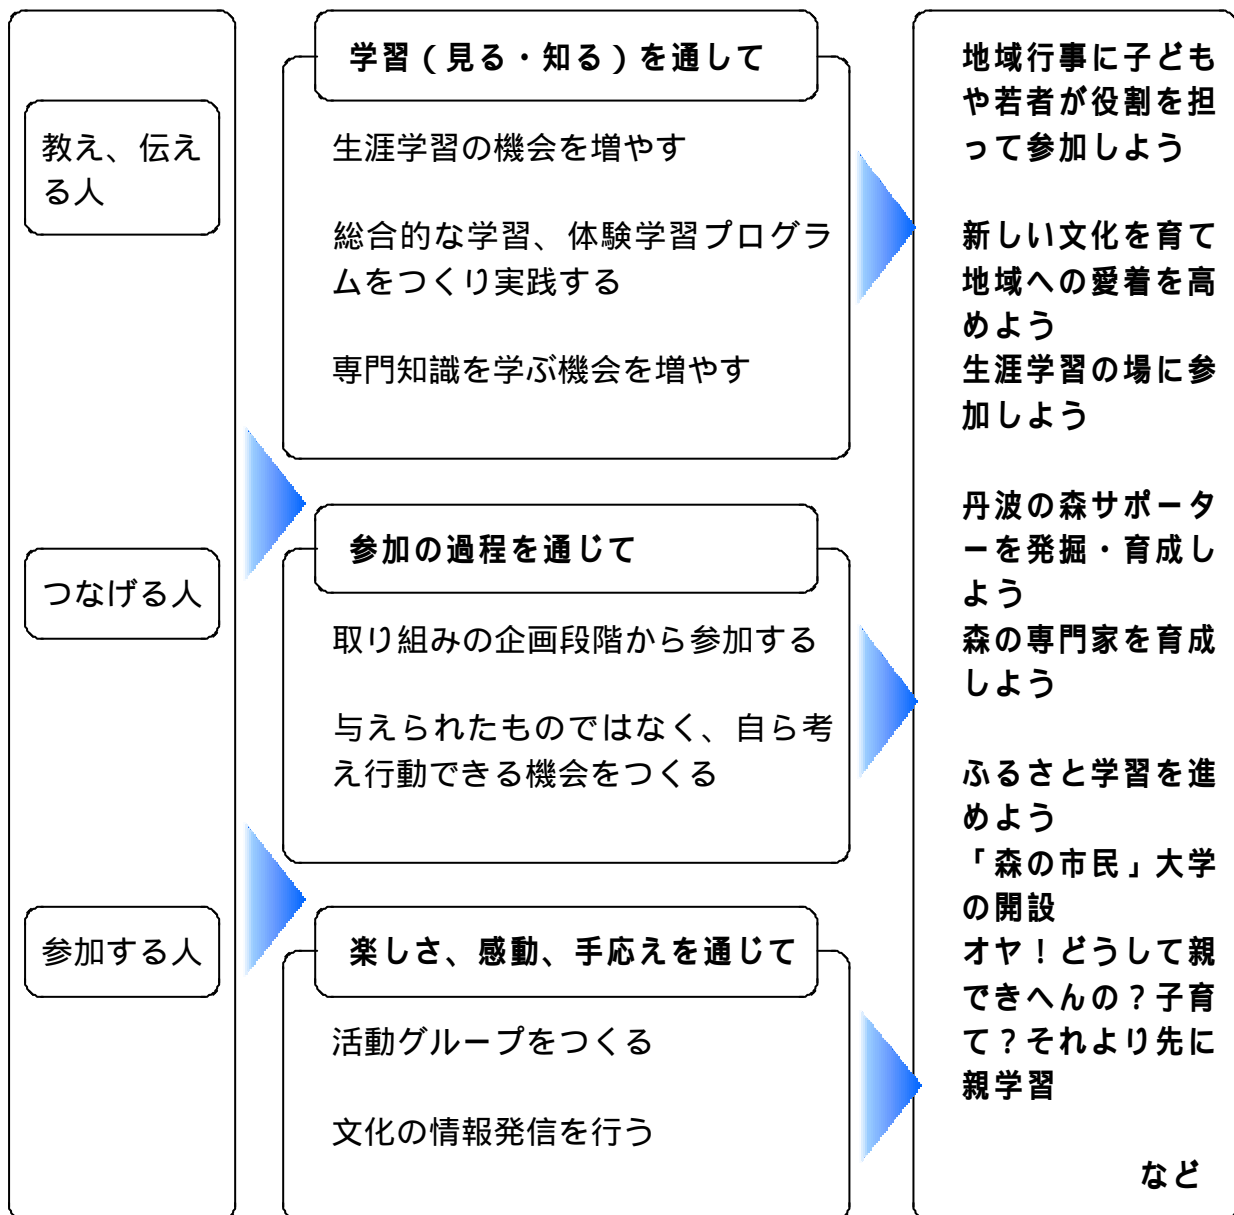 教え、伝え
る人
つなげる人
参加する人
学習(見る・知る)を通して
生涯学習の機会を増やす
総合的な学習、体験学習プログラ
ムをつくり実践する
専門知識を学ぶ機会を増やす
参加の過程を通じて
取り組みの企画段階から参加する
与えられたものではなく、自ら考
え行動できる機会をつくる
楽しさ、感動、手応えを通じて
活動グループをつくる
文化の情報発信を行う
地域行事に子ども
や若者が役割を担
って参加しよう
新しい文化を育て
地域への愛着を高
めよう
生涯学習の場に参
加しよう
丹波の森サポータ
ーを発掘・育成し
よう
森の専門家を育成
しよう
ふるさと学習を進
めよう
「森の市民」大学
の開設
オヤ!どうして親
できへんの?子育
て?それより先に
親学習
など